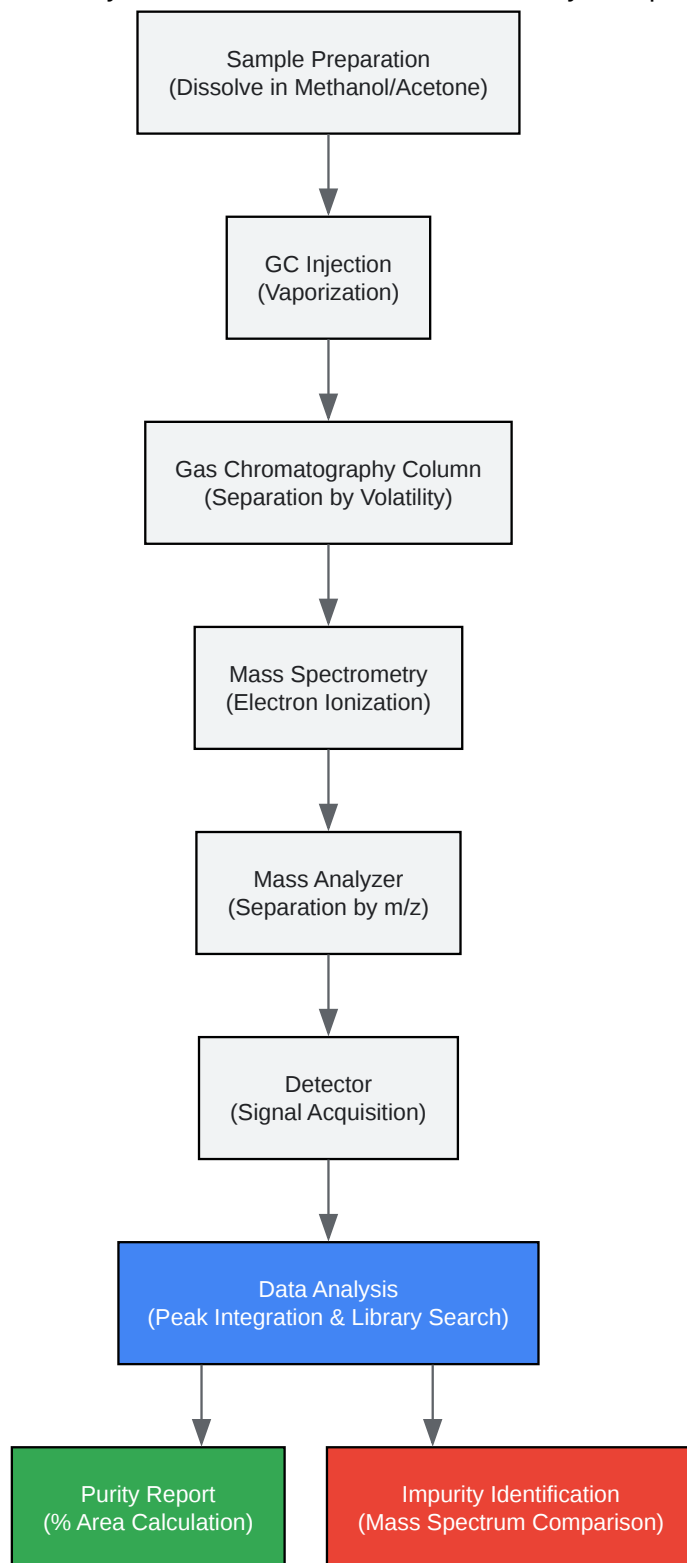 Sample Preparation
(Dissolve in Methanol/Acetone)
GC Injection
(Vaporization)
Gas Chromatography Column
(Separation by Volatility)
Mass Spectrometry
(Electron Ionization)
Mass Analyzer
(Separation by m/z)
Detector
(Signal Acquisition)
Data Analysis
(Peak Integration & Library Search)
Purity Report
(% Area Calculation)
Impurity Identification
(Mass Spectrum Comparison)